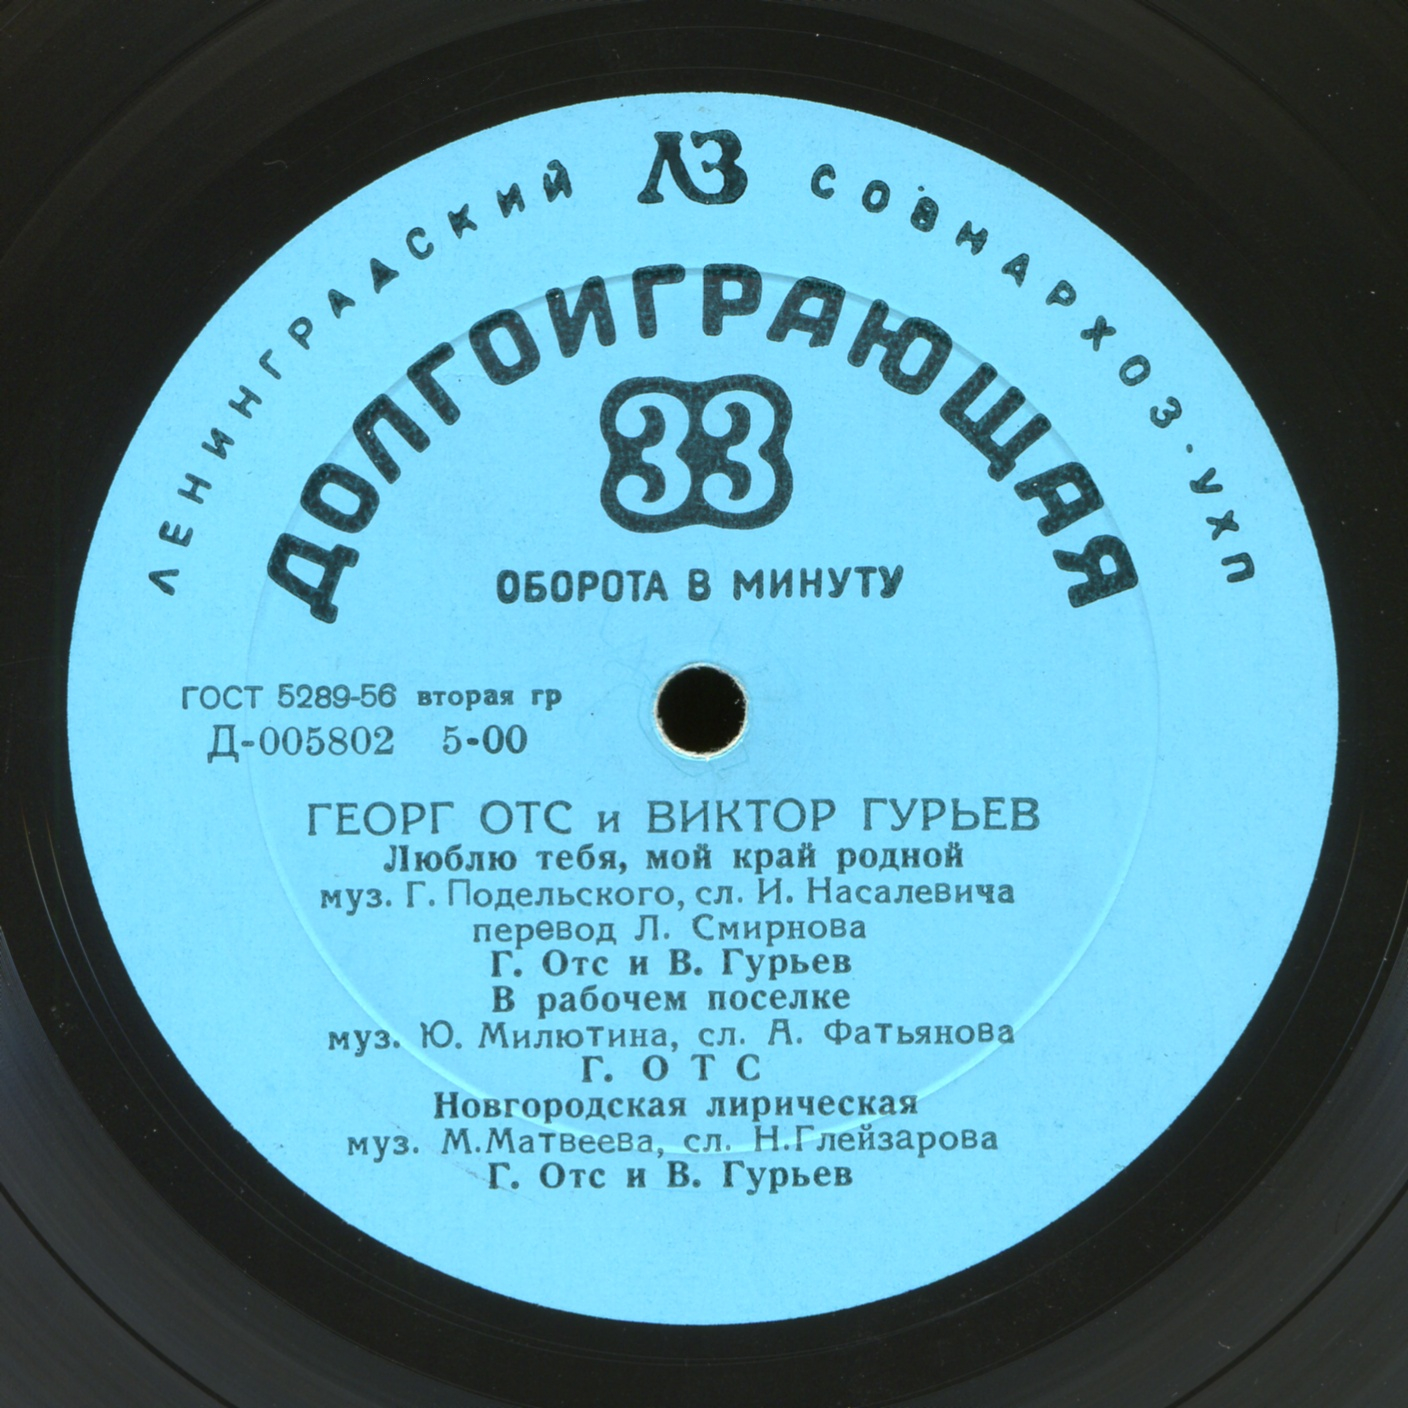 ЛЕНИНГРАДСКИЙ ЛЗ СОВНАРХОЗ · УХП
ДОЛГОИГРАЮЩАЯ
33
ОБОРОТА В МИНУТУ
ГОСТ 5289-56 вторая гр
Д-005802 5-00
ГЕОРГ ОТС и ВИКТОР ГУРЬЕВ
Люблю тебя, мой край родной
муз. Г. Подельского, сл. И. Насалевича
перевод Л. Смирнова
Г. Отс и В. Гурьев
В рабочем поселке
муз. Ю. Милютина, сл. А. Фатьянова
Г. ОТС
Новгородская лирическая
муз. М.Матвеева, сл. Н.Глейзарова
Г. Отс и В. Гурьев